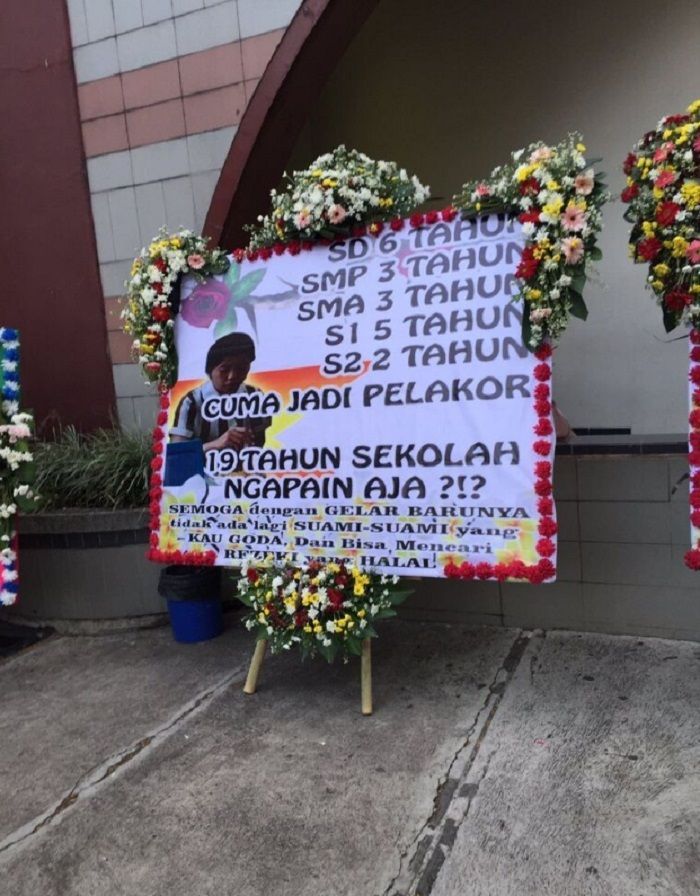 SD 6 TAHUN
SMP 3 TAHUN
SMA 3 TAHUN
S1 5 TAHUN
S2 2 TAHUN
CUMA JADI PELAKOR
19 TAHUN SEKOLAH
NGAPAIN AJA ?!?
SEMOGA dengan GELAR BARUNYA
tidak ada lagi SUAMI-SUAMI yang
- KAU GODA, Dan Bisa Mencari
REZEKI yang HALAL!